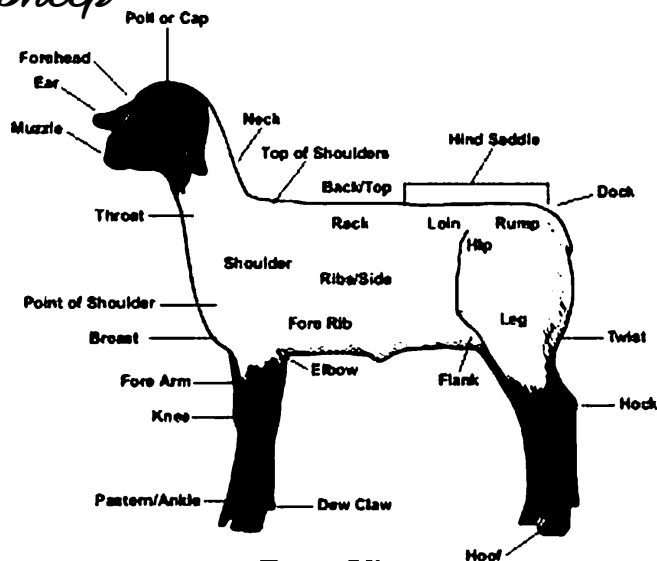 Sheep
Poll or Cap
Forehead
Ear
Muzzle
Neck
Top of Shoulders
Hind Saddle
Back/Top
Dock
Throat
Rack
Loin
Rump
Hip
Shoulder
Ribs/Side
Point of Shoulder
Fore Rib
Leg
Breast
Twist
Elbow
Flank
Fore Arm
Hock
Knee
Pastern/Ankle
Dew Claw
Hoof